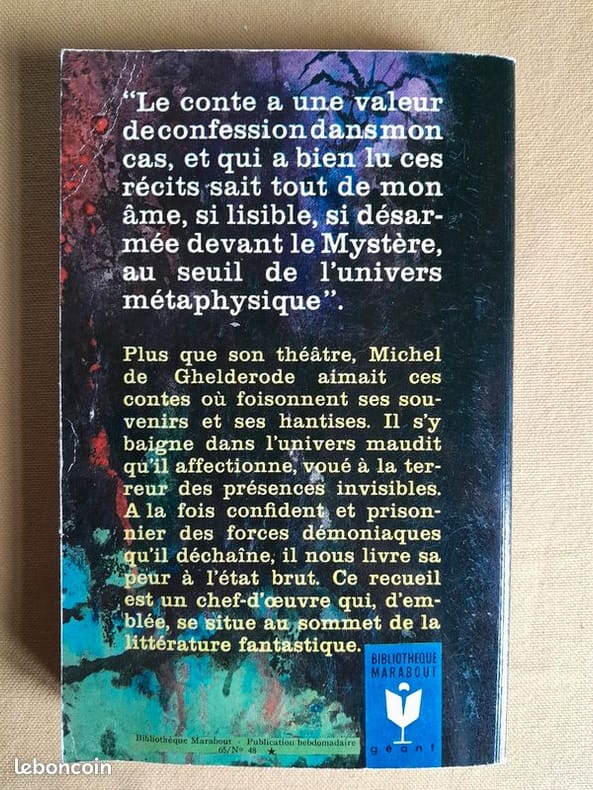 “Le conte a une valeur
de confession dans mon
cas, et qui a bien lu ces
récits sait tout de mon
âme, si lisible, si désar-
mée devant le Mystère,
au seuil de l'univers
métaphysique”.
Plus que son théâtre, Michel
de Ghelderode aimait ces
contes où foisonnent ses sou-
venirs et ses hantises. Il s'y
baigne dans l'univers maudit
qu'il affectionne, voué à la ter-
reur des présences invisibles.
A la fois confident et prison-
nier des forces démoniaques
qu'il déchaîne, il nous livre sa
peur à l'état brut. Ce recueil
est un chef-d'œuvre qui, d'em-
blée, se situe au sommet de la
littérature fantastique.
BIBLIOTHEQUE
MARABOUT
géant
Bibliothèque Marabout - Publication hebdomadaire
65/N° 48 ★
leboncoin